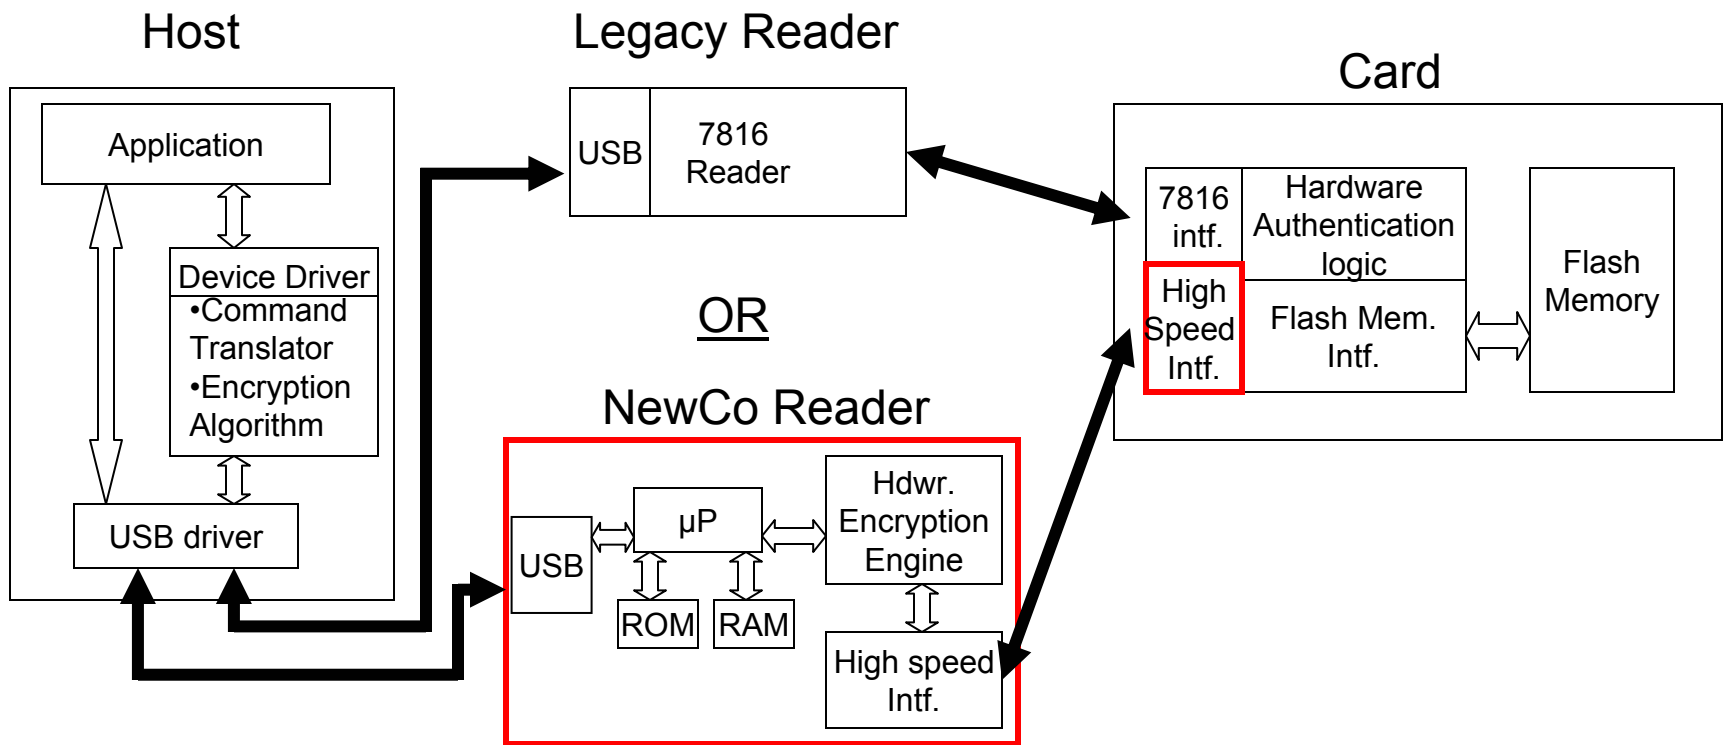 Host
Application
Device Driver
•Command
Translator
•Encryption
Algorithm
USB driver
Legacy Reader
USB
7816
Reader
OR
NewCo Reader
USB
µP
ROM
RAM
Hdwr.
Encryption
Engine
High speed
Intf.
Card
7816
intf.
Hardware
Authentication
logic
High
Speed
Intf.
Flash Mem.
Intf.
Flash
Memory